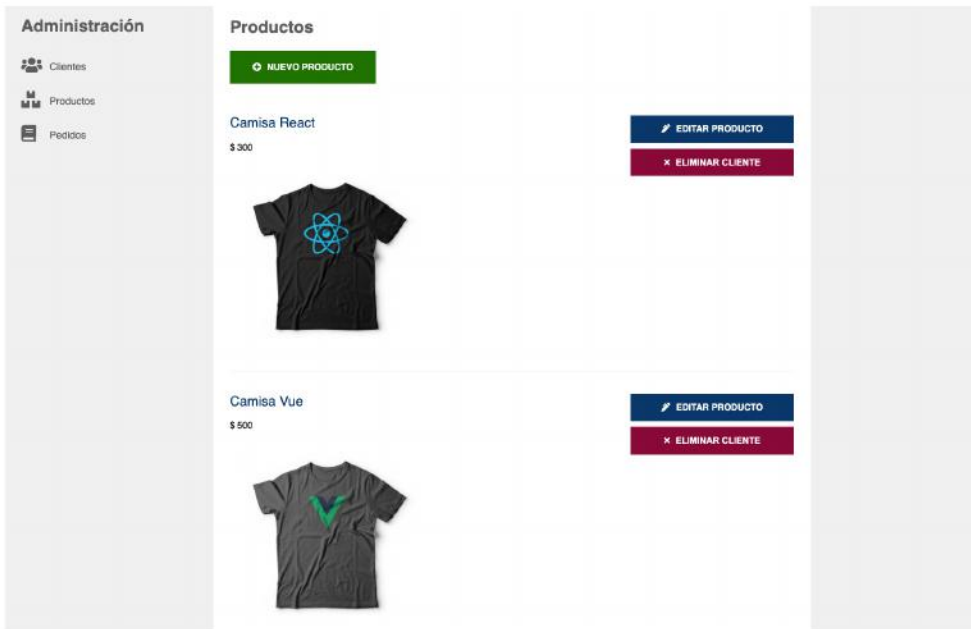 Administración
Clientes
Productos
Pedidos
Productos
NUEVO PRODUCTO
Camisa React
$ 300
EDITAR PRODUCTO
ELIMINAR CLIENTE
Camisa Vue
$ 500
EDITAR PRODUCTO
ELIMINAR CLIENTE